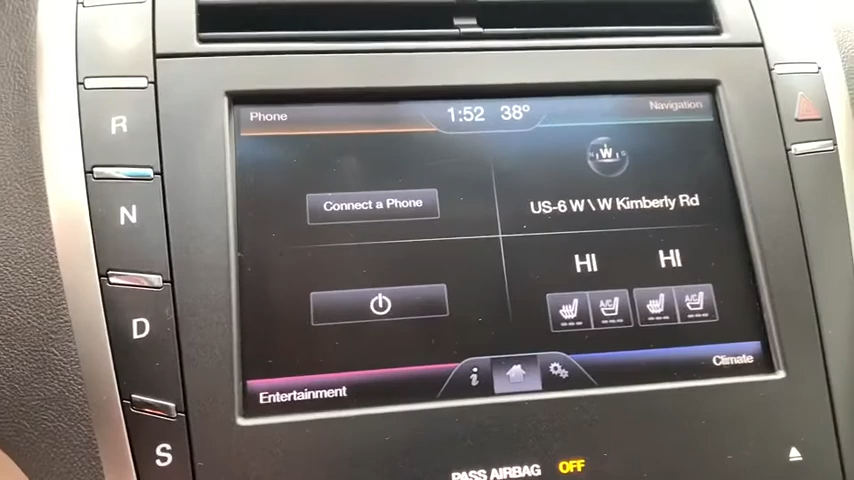 Phone
1:52 38°
Navigation
N W S
Connect a Phone
US-6 W \ W Kimberly Rd
HI HI
A/C A/C
Entertainment
i
Climate
R
N
D
S
PASS AIRBAG OFF